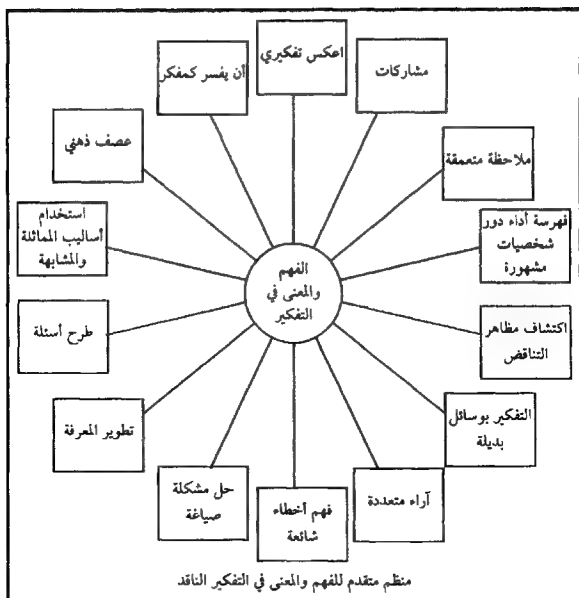 اعكس تفكيري
مشاركات
أن يفسر كمفكر
ملاحظة متعمقة
عصف ذهني
فهرسة أداء دور
شخصيات
مشهورة
استخدام
أساليب المماثلة
والمشابهة
الفهم
والمعنى في
التفكير
اكتشاف مظاهر
التناقض
طرح أسئلة
التفكير بوسائل
بديلة
تطوير المعرفة
آراء متعددة
حل مشكلة
صياغة
فهم أخطاء
شائعة
منظم متقدم للفهم والمعنى في التفكير الناقد